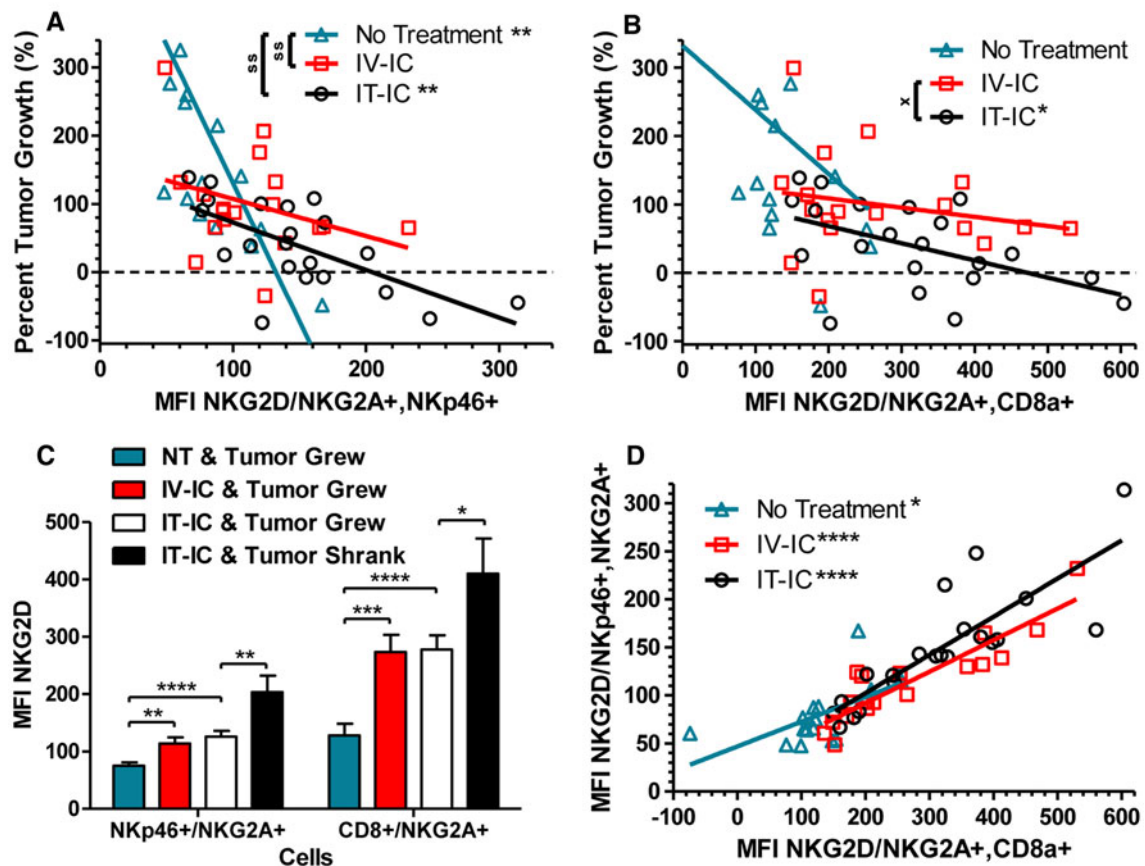 A
Percent Tumor Growth (%)
300
200
100
0
-100
0
100
200
300
MFI NKG2D/NKG2A+,NKp46+
ss
ss
No Treatment **
IV-IC
IT-IC **
B
Percent Tumor Growth (%)
300
200
100
0
-100
0
100
200
300
400
500
600
MFI NKG2D/NKG2A+,CD8a+
x
No Treatment
IV-IC
IT-IC*
C
NT & Tumor Grew
IV-IC & Tumor Grew
IT-IC & Tumor Grew
IT-IC & Tumor Shrank
MFI NKG2D
500
400
300
200
100
0
**
****
**
***
****
*
NKp46+/NKG2A+
CD8+/NKG2A+
Cells
D
MFI NKG2D/NKp46+,NKG2A+
300
250
200
150
100
50
0
-100
0
100
200
300
400
500
600
MFI NKG2D/NKG2A+,CD8a+
No Treatment*
IV-IC****
IT-IC****